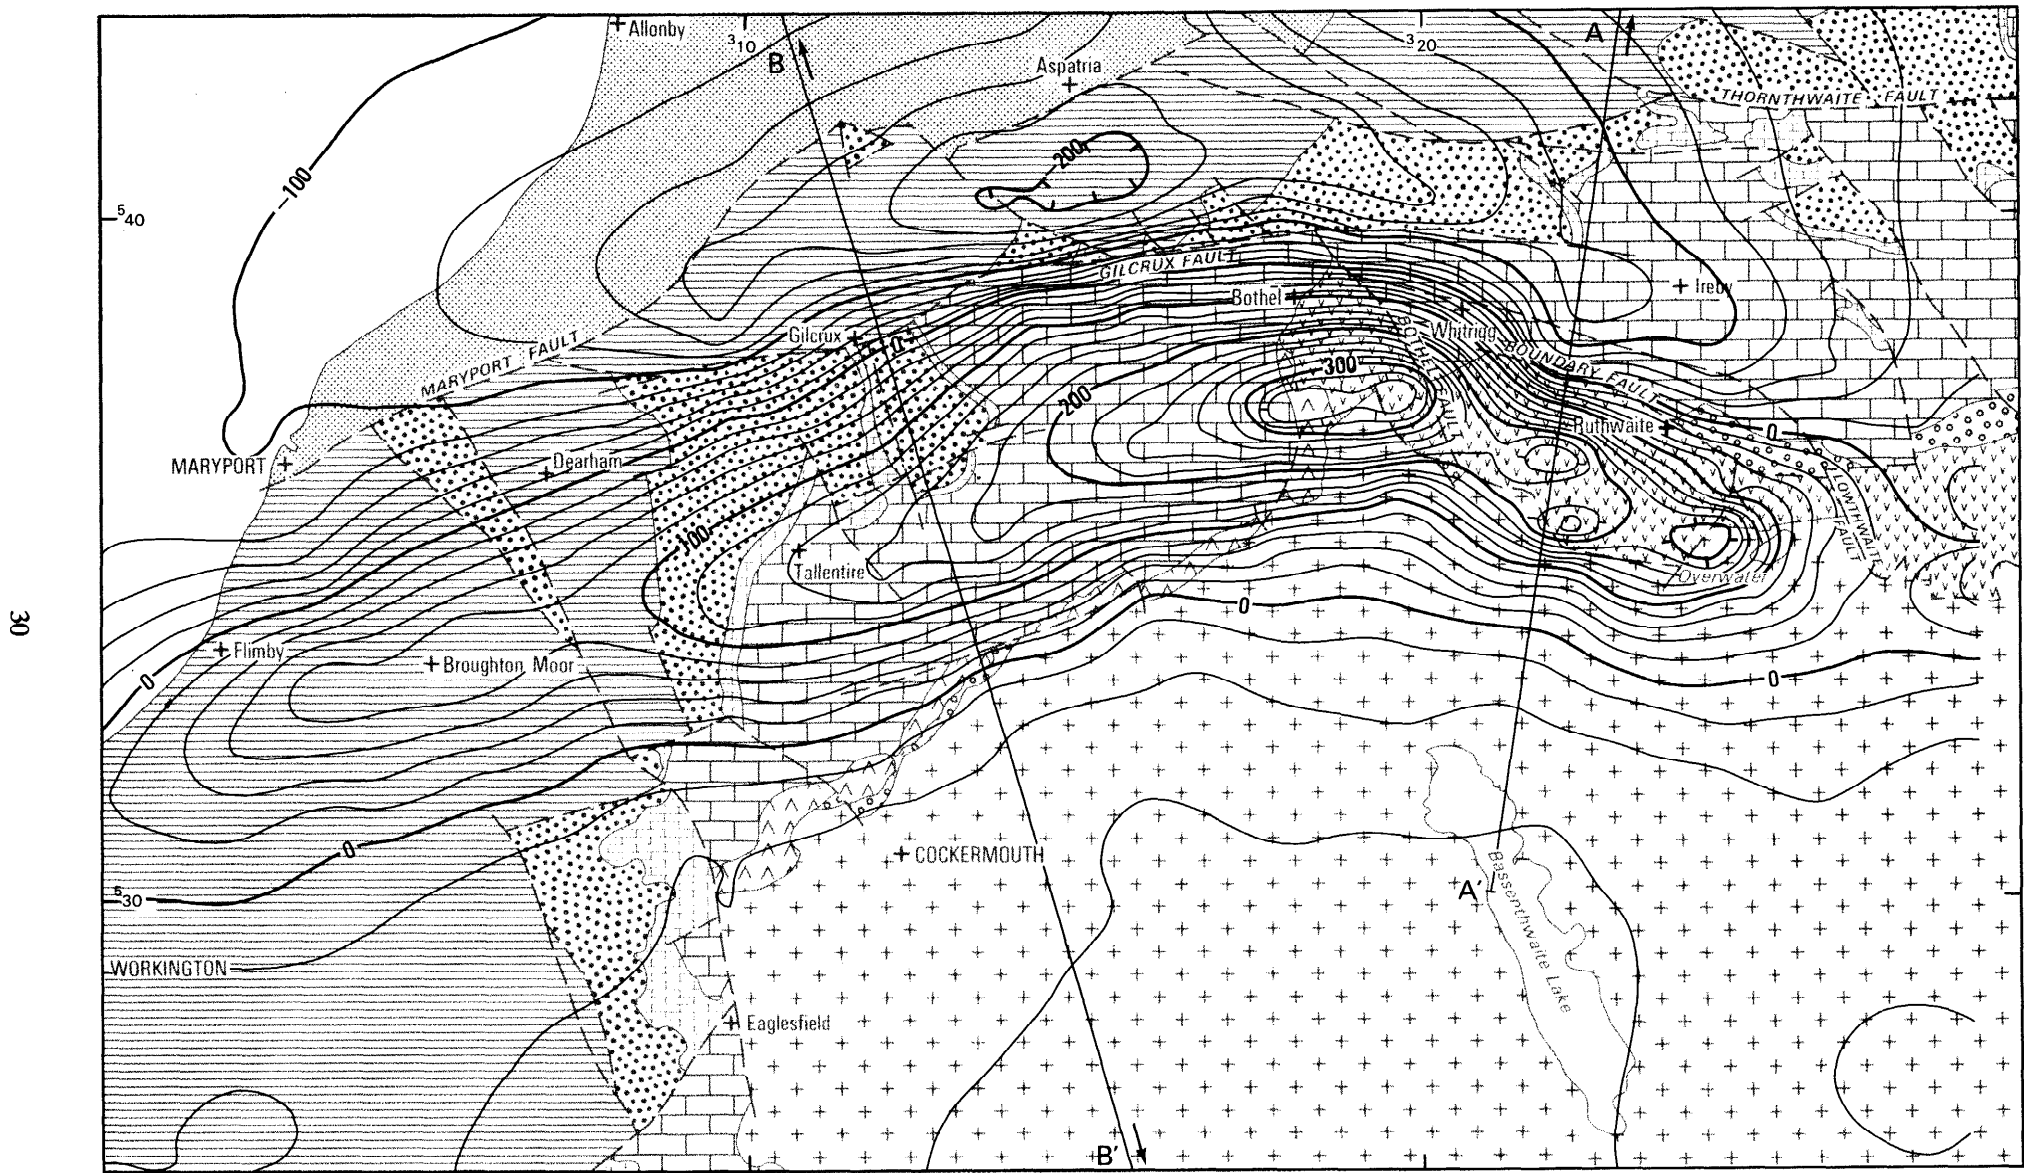 Allonby
³10
B
Aspatria
³20
A
THORNTHWAITE FAULT
-100
-200
⁵40
GILCRUX FAULT
Bothel
Ireby
MARYPORT FAULT
Gilcrux
0
BOTHEL FAULT
Whitrigg
BOUNDARY FAULT
300
200
Ruthwaite
0
MARYPORT
Dearham
LOWTHWAITE FAULT
100
Tallentire
Overwater
0
30
Flimby
Broughton Moor
0
0
COCKERMOUTH
0
Bassenthwaite Lake
A'
⁵30
WORKINGTON
Eaglesfield
B'